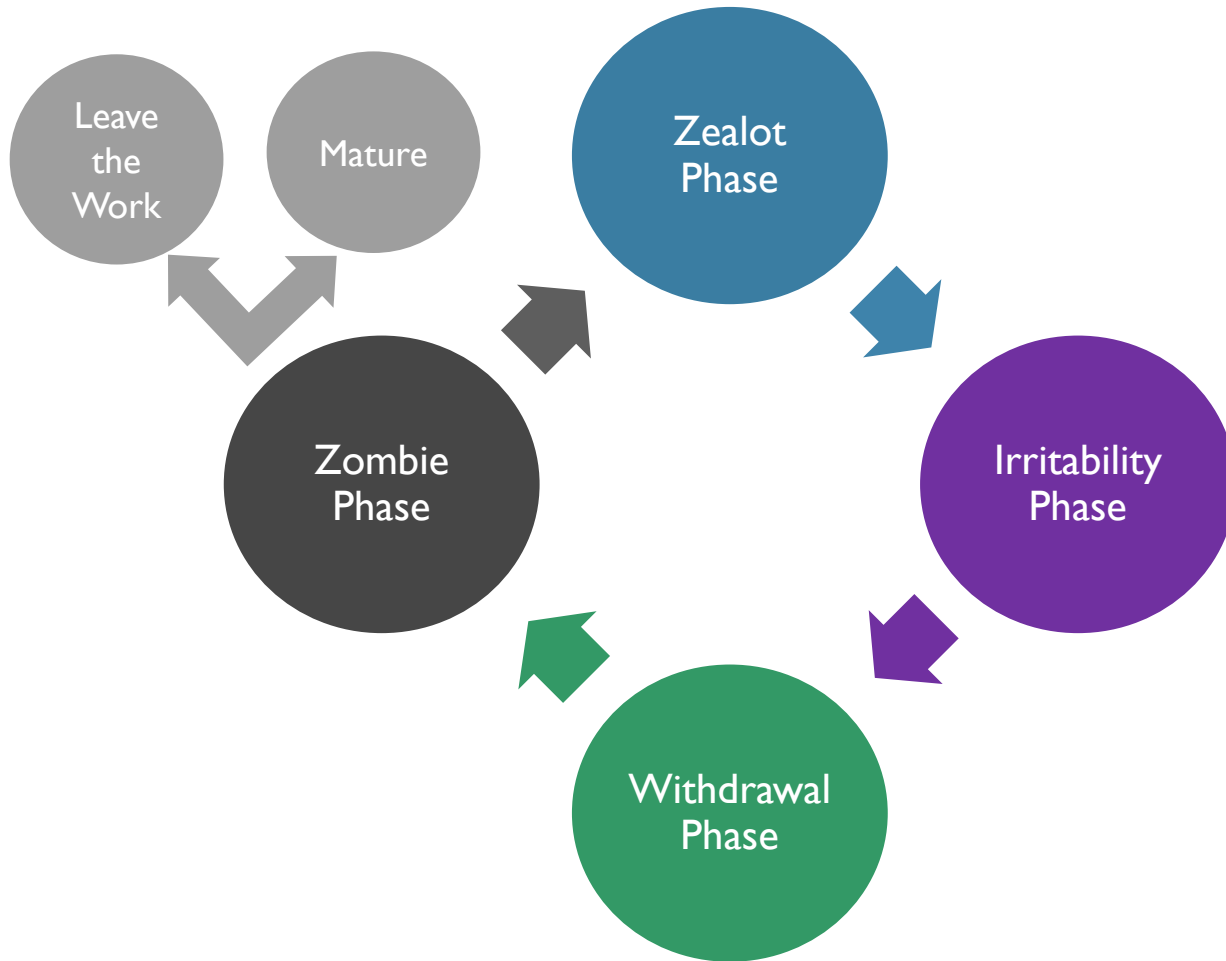 Leave
the
Work
Mature
Zealot
Phase
Zombie
Phase
Irritability
Phase
Withdrawal
Phase